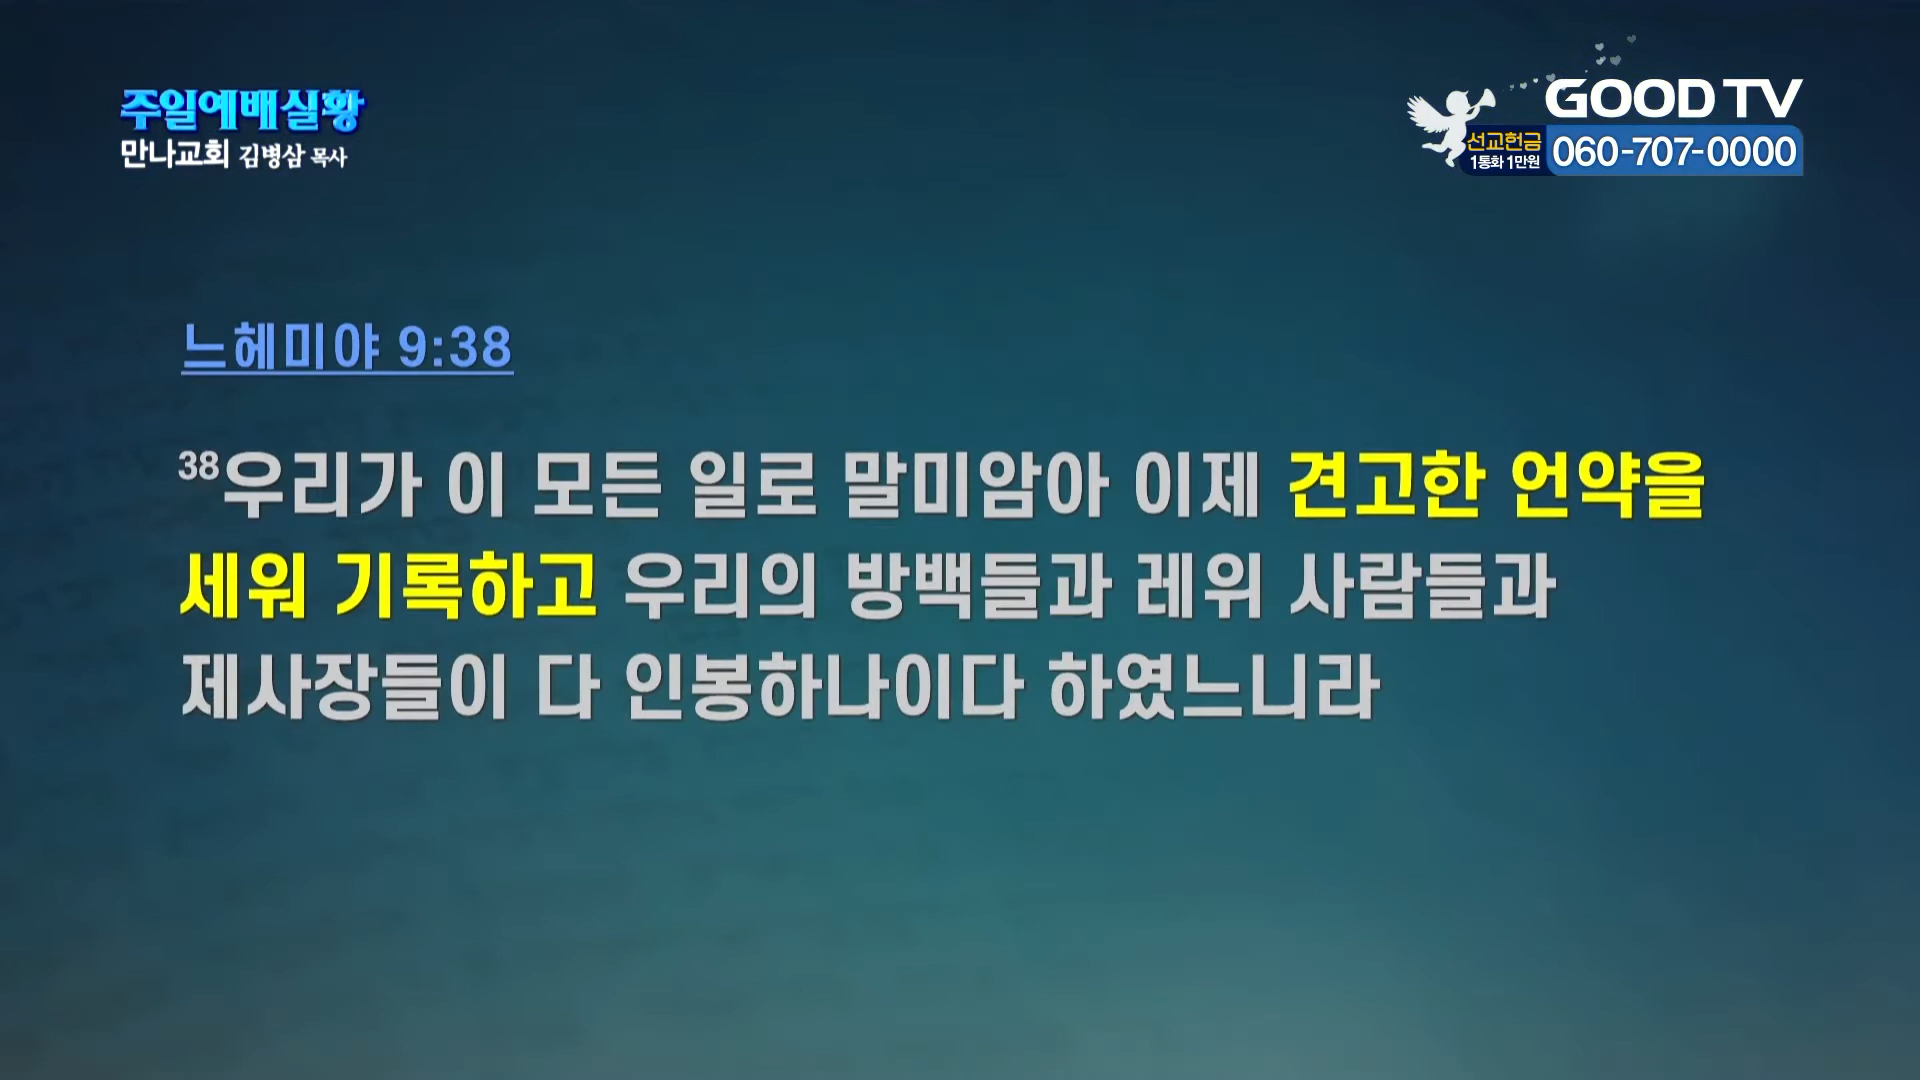 주일예배실황
만나교회 김병삼 목사
GOOD TV
선교헌금
1통화 1만원
060-707-0000
느헤미야 9:38
38우리가 이 모든 일로 말미암아 이제 견고한 언약을
세워 기록하고 우리의 방백들과 레위 사람들과
제사장들이 다 인봉하나이다 하였느니라